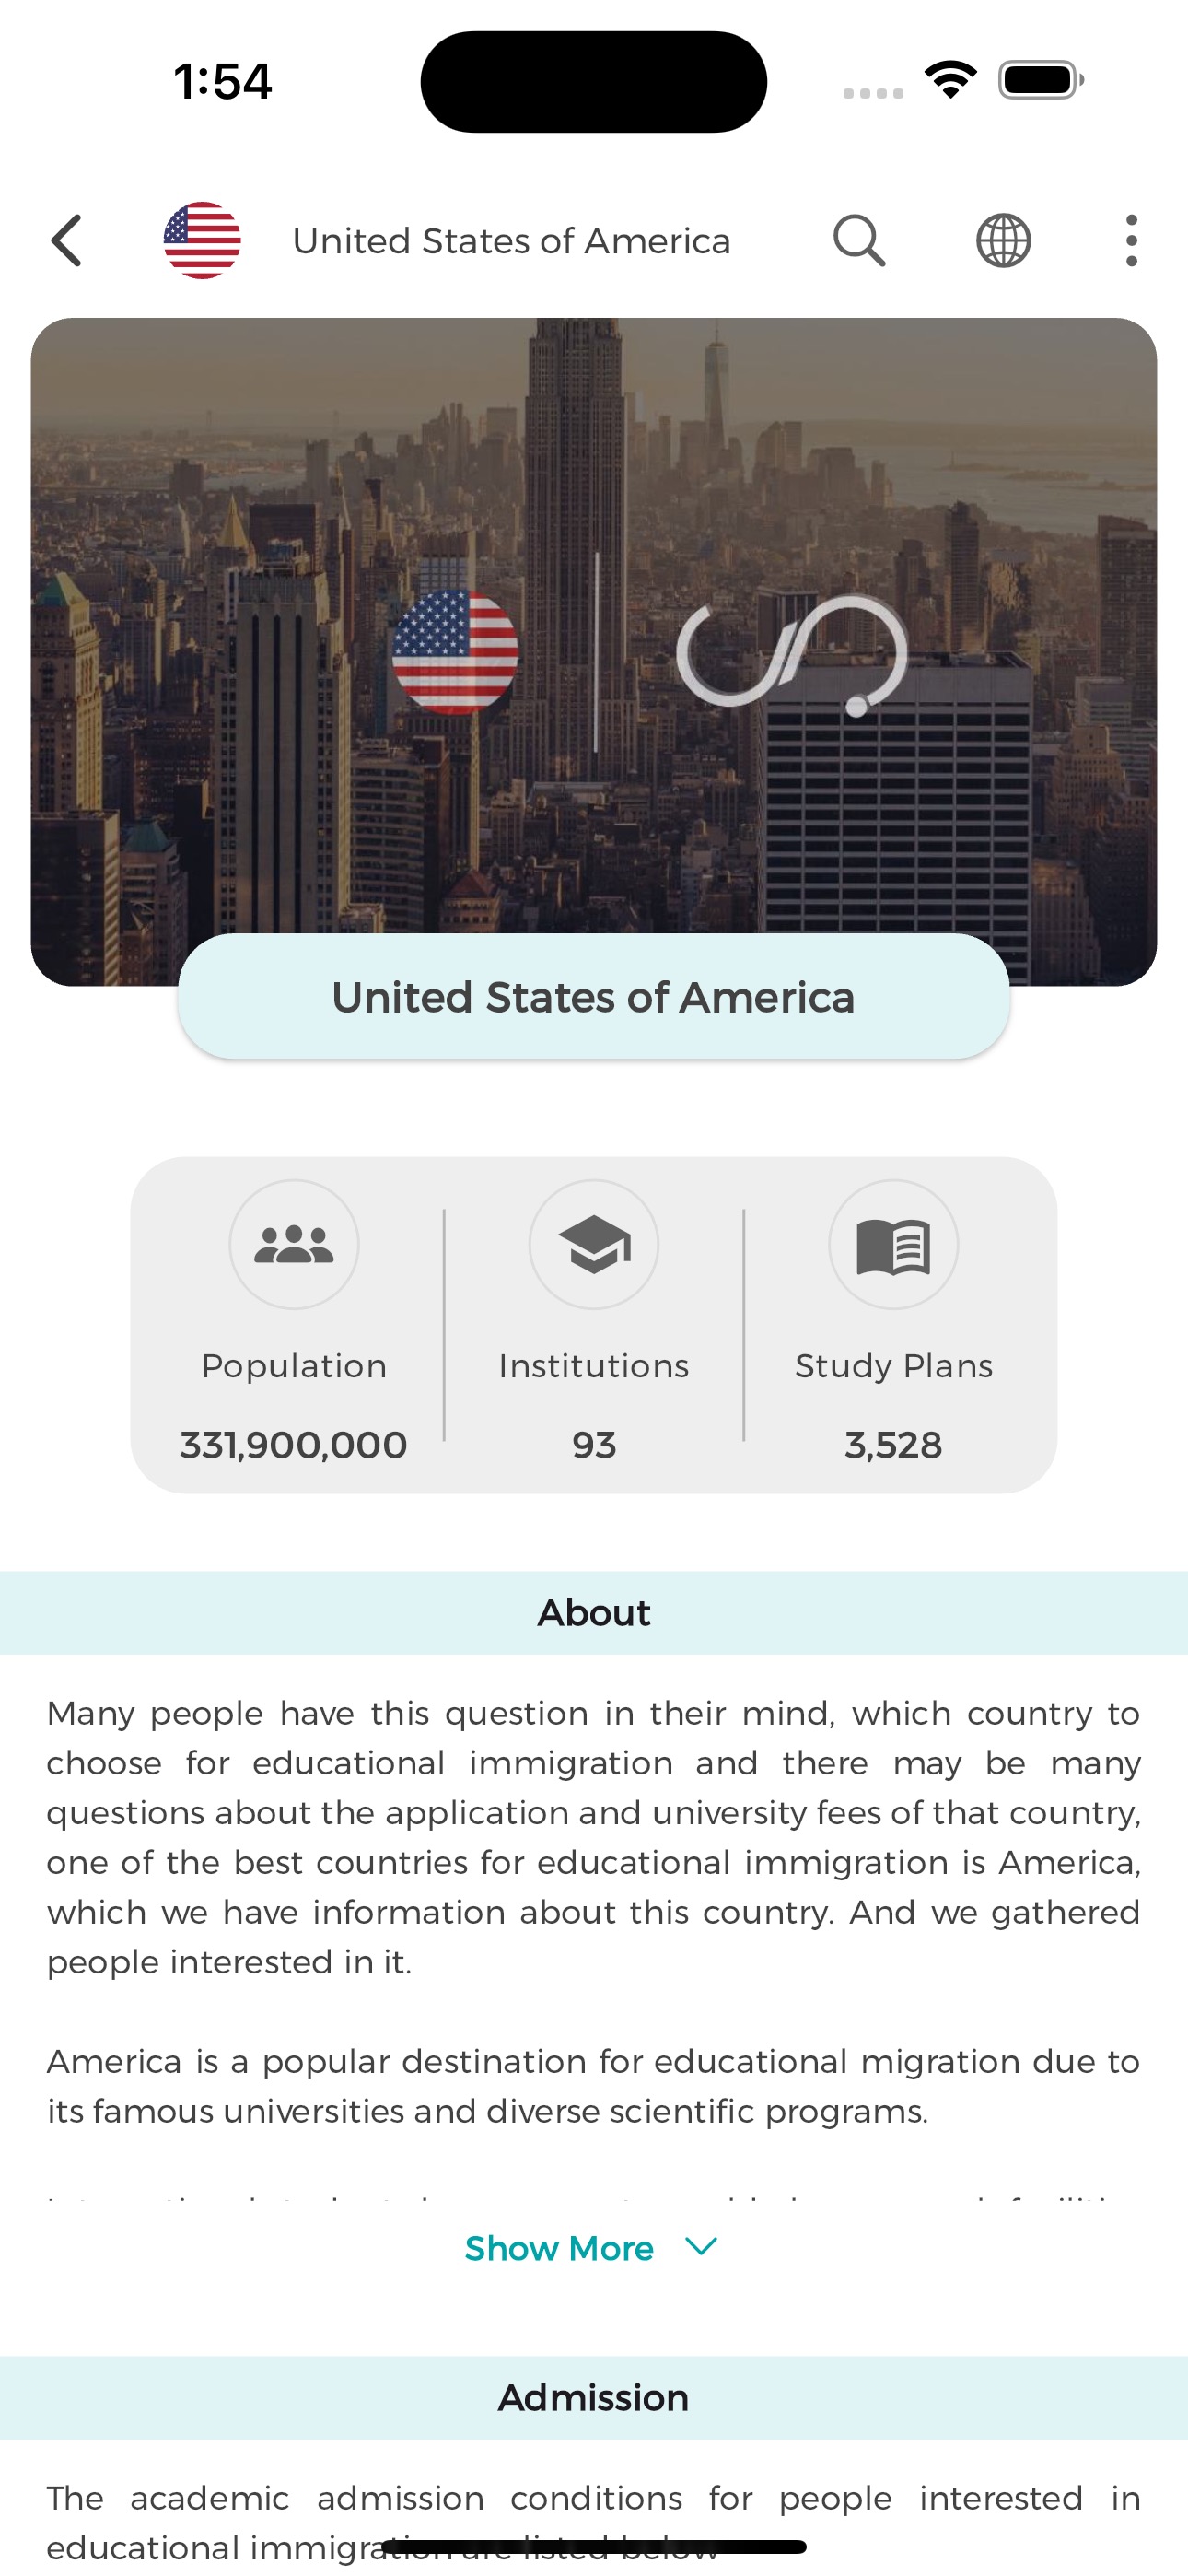 1:54
United States of America
United States of America
Population
Institutions
Study Plans
331,900,000
93
3,528
About
Many people have this question in their mind, which country to
choose for educational immigration and there may be many
questions about the application and university fees of that country,
one of the best countries for educational immigration is America,
which we have information about this country. And we gathered
people interested in it.
America is a popular destination for educational migration due to
its famous universities and diverse scientific programs.
Show More
Admission
The academic admission conditions for people interested in
educational immigration are listed below